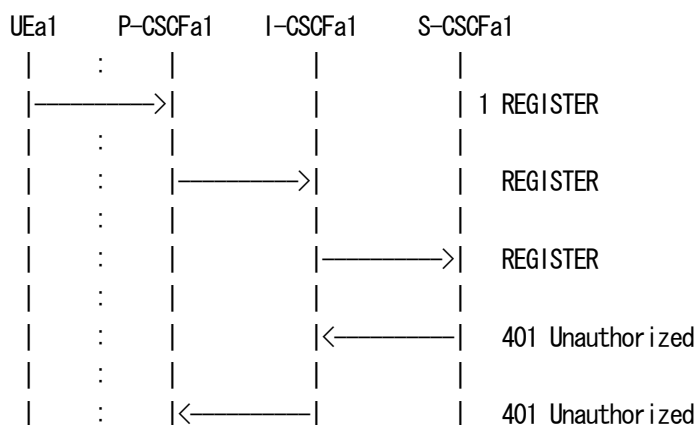 UEa1 P-CSCFa1 I-CSCFa1 S-CSCFa1
| : | | |
|---------->| | | 1 REGISTER
| : | | |
| : |---------->| | REGISTER
| : | | |
| : | |---------->| REGISTER
| : | | |
| : | |<----------| 401 Unauthorized
| : | | |
| : |<----------| | 401 Unauthorized